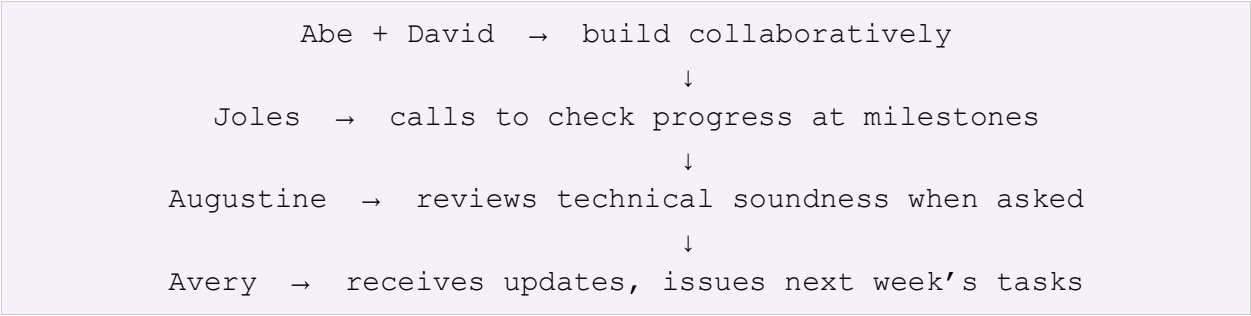 Abe + David → build collaboratively
↓
Joles → calls to check progress at milestones
↓
Augustine → reviews technical soundness when asked
↓
Avery → receives updates, issues next week’s tasks